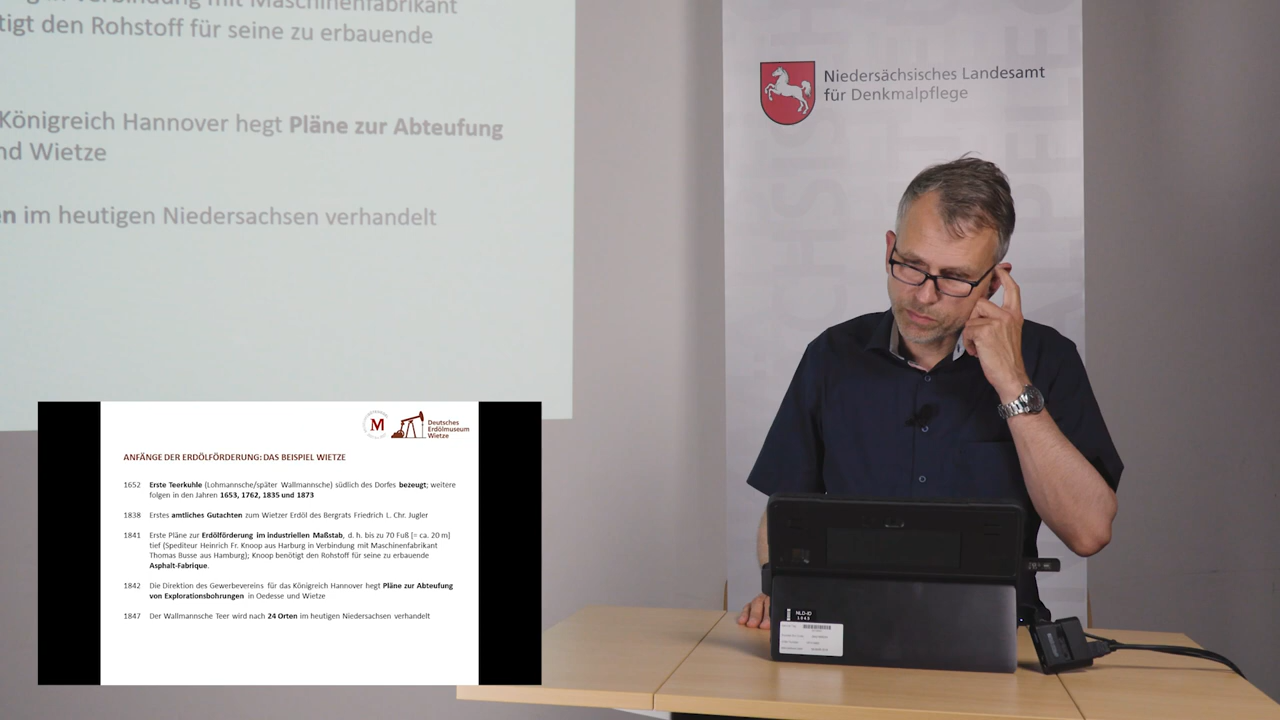 Maschinenfabrikant
tigt den Rohstoff für seine zu erbauende
Königreich Hannover hegt Pläne zur Abteufung
nd Wietze
en im heutigen Niedersachsen verhandelt
Niedersächsisches Landesamt
für Denkmalpflege
M
Deutsches
Erdölmuseum
Wietze
ANFÄNGE DER ERDÖLFÖRDERUNG: DAS BEISPIEL WIETZE
1652 Erste Teerkuhle (Lohmannsche/später Wallmannsche) südlich des Dorfes bezeugt; weitere
folgen in den Jahren 1653, 1762, 1835 und 1873
1838 Erstes amtliches Gutachten zum Wietzer Erdöl des Bergrats Friedrich L. Chr. Jugler
1841 Erste Pläne zur Erdölförderung im industriellen Maßstab, d. h. bis zu 70 Fuß [= ca. 20 m]
tief (Spediteur Heinrich Fr. Knoop aus Harburg in Verbindung mit Maschinenfabrikant
Thomas Busse aus Hamburg); Knoop benötigt den Rohstoff für seine zu erbauende
Asphalt-Fabrique.
1842 Die Direktion des Gewerbevereins für das Königreich Hannover hegt Pläne zur Abteufung
von Explorationsbohrungen in Oedesse und Wietze
1847 Der Wallmannsche Teer wird nach 24 Orten im heutigen Niedersachsen verhandelt
NLD-ID